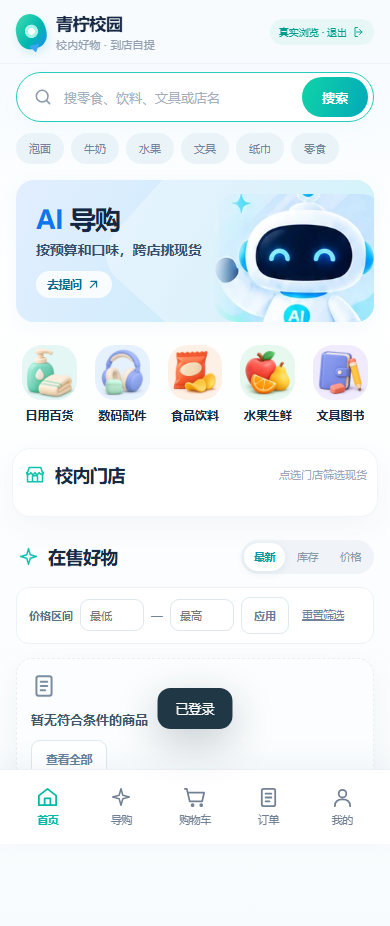 青柠校园
校内好物 · 到店自提
真实浏览 · 退出
搜零食、饮料、文具或店名
搜索
泡面
牛奶
水果
文具
纸巾
零食
AI 导购
按预算和口味，跨店挑现货
去提问
AI
日用百货
数码配件
食品饮料
水果生鲜
文具图书
校内门店
点选门店筛选现货
在售好物
最新
库存
价格
价格区间
最低
—
最高
应用
重置筛选
暂无符合条件的商品
已登录
查看全部
首页
导购
购物车
订单
我的